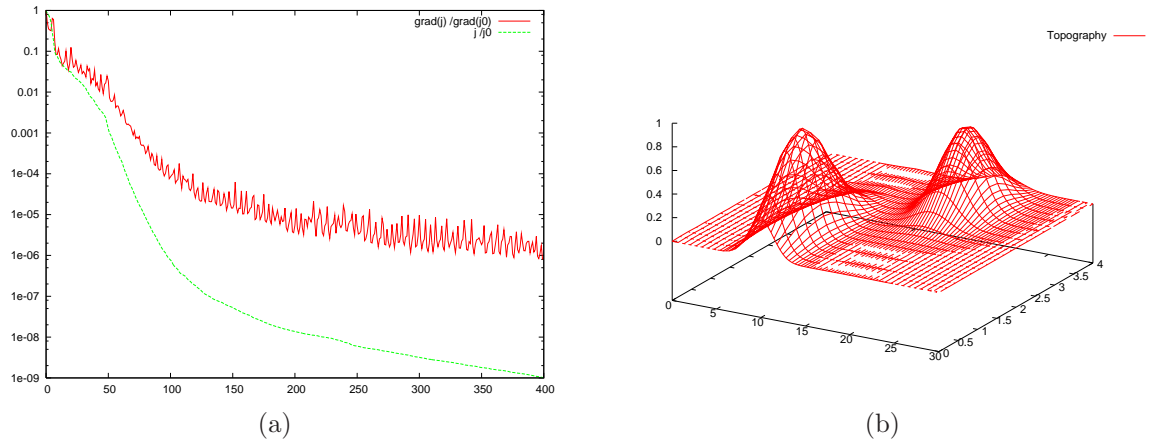 grad(j) /grad(j0)
j /j0
1
0.1
0.01
0.001
1e-04
1e-05
1e-06
1e-07
1e-08
1e-09
0 50 100 150 200 250 300 350 400
(a)
Topography
1
0.8
0.6
0.4
0.2
0
0 5 10 15 20 25 30
0 0.5 1 1.5 2 2.5 3 3.5 4
(b)